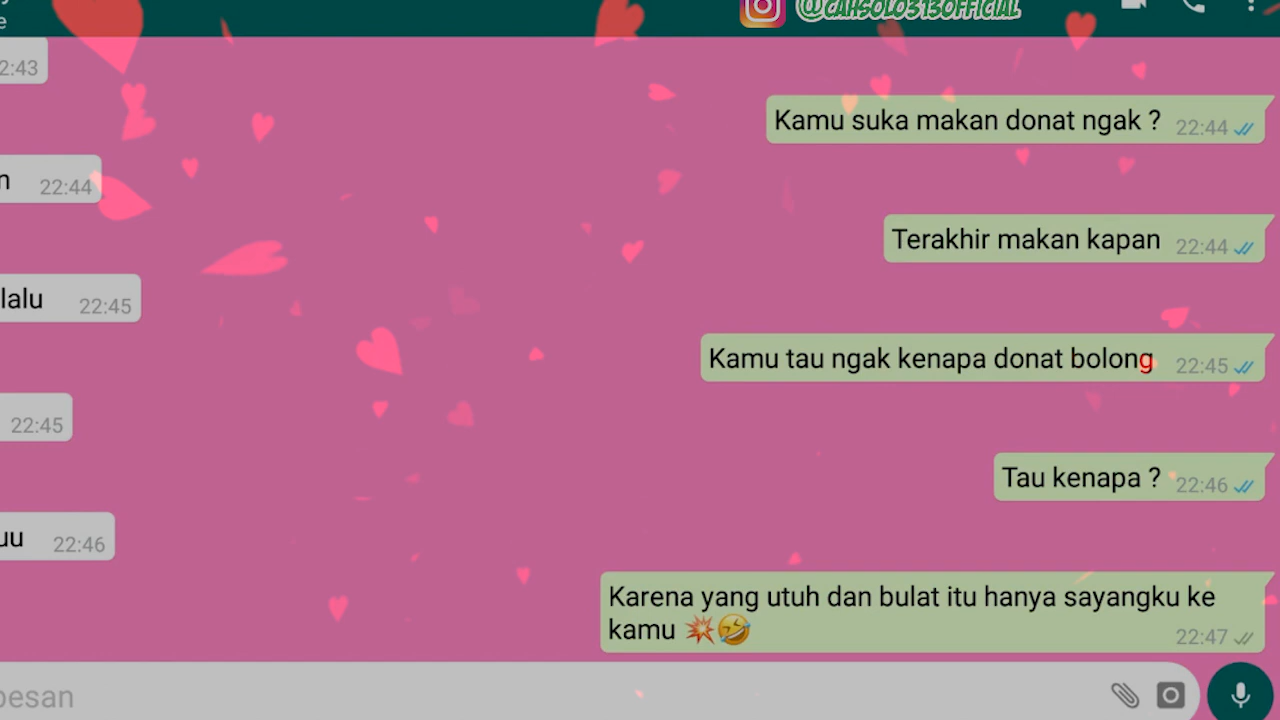 @CAHSOLO313OFFICIAL
2:43
Kamu suka makan donat ngak ? 22:44
n 22:44
Terakhir makan kapan 22:44
lalu 22:45
Kamu tau ngak kenapa donat bolong 22:45
22:45
Tau kenapa ? 22:46
uu 22:46
Karena yang utuh dan bulat itu hanya sayangku ke
kamu 💥🤣 22:47
pesan